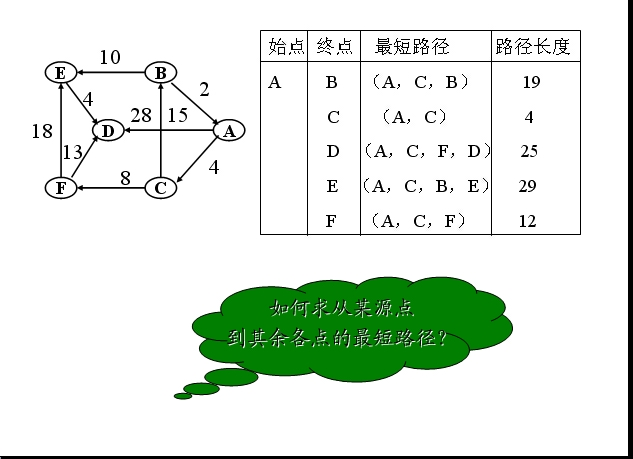 始点 终点 最短路径 路径长度
A B （A，C，B） 19
C （A，C） 4
D （A，C，F，D） 25
E （A，C，B，E） 29
F （A，C，F） 12
E 10 B
4 2
18 D 28 15 A
13 4
F 8 C
如何求从某源点
到其余各点的最短路径？